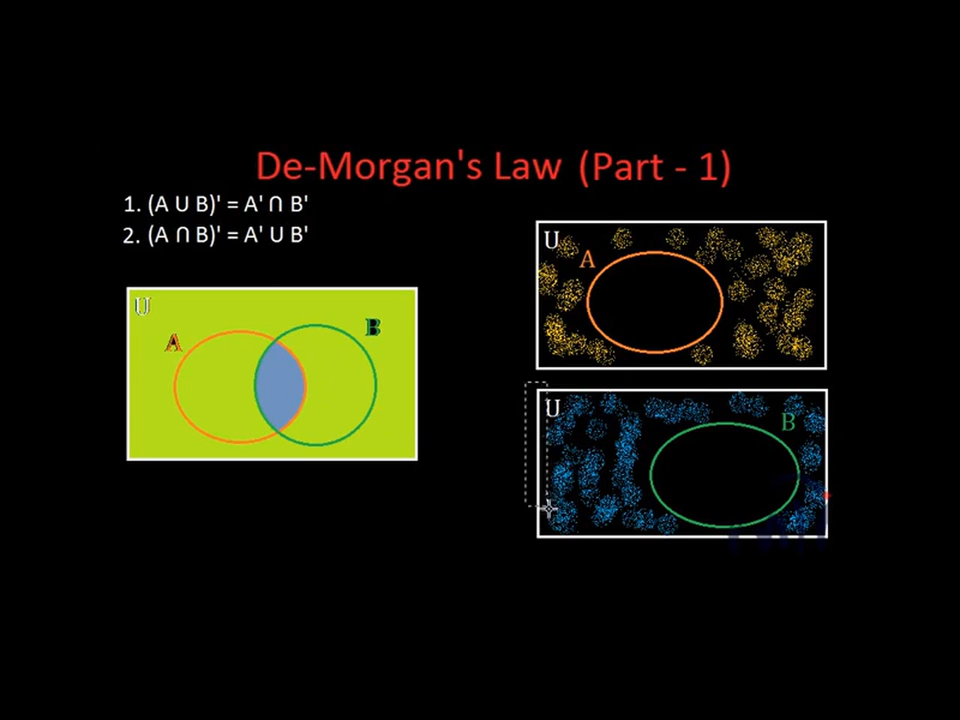 De-Morgan's Law (Part - 1)
1. (A U B)' = A' ∩ B'
2. (A ∩ B)' = A' U B'
U
A
B
U
A
U
B